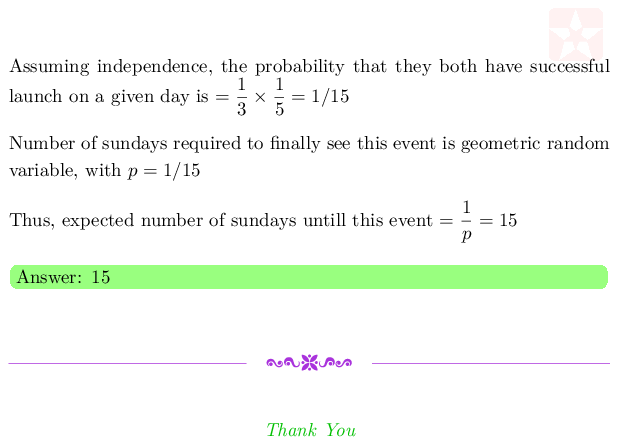 Assuming independence, the probability that they both have successful
launch on a given day is = 1/3 × 1/5 = 1/15
Number of sundays required to finally see this event is geometric random
variable, with p = 1/15
Thus, expected number of sundays untill this event = 1/p = 15
Answer: 15
Thank You